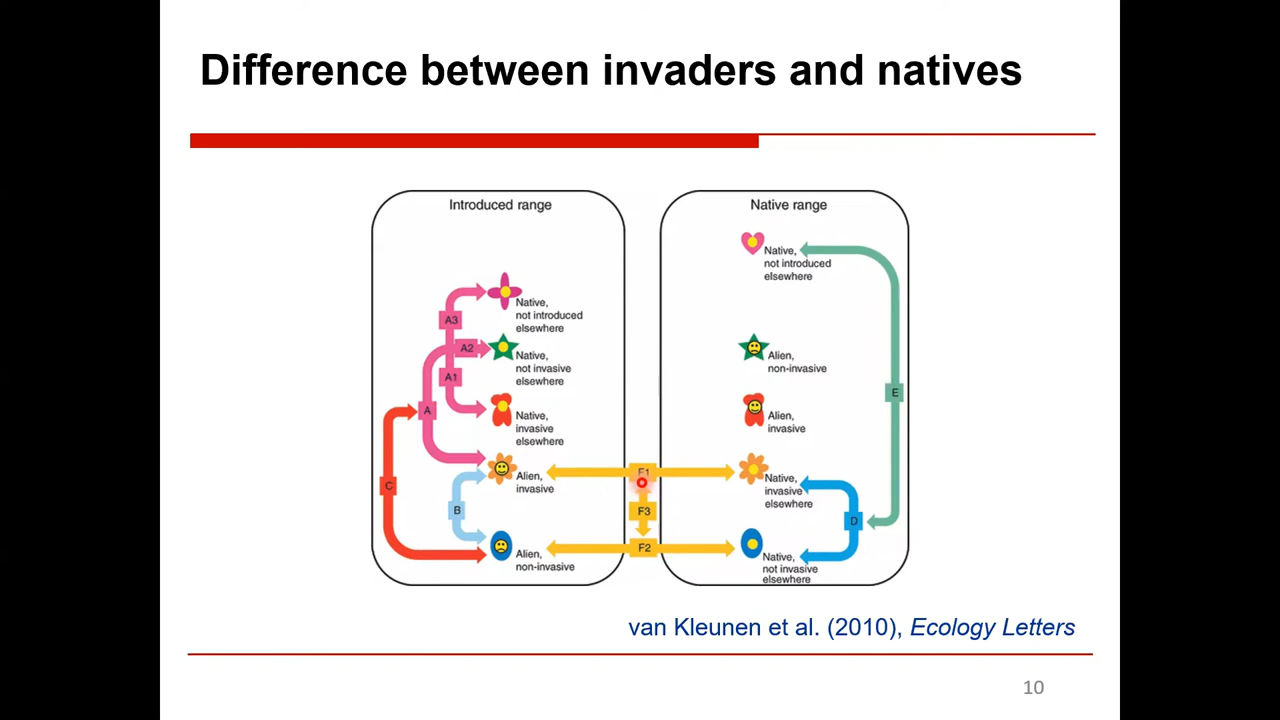 Difference between invaders and natives
Introduced range
Native,
not introduced
elsewhere
A3
A2
Native,
not invasive
elsewhere
A1
A
Native,
invasive
elsewhere
Alien,
invasive
C
B
Alien,
non-invasive
F1
F3
F2
Native range
Native,
not introduced
elsewhere
Alien,
non-invasive
E
Alien,
invasive
Native,
invasive
elsewhere
D
Native,
not invasive
elsewhere
van Kleunen et al. (2010), Ecology Letters
10